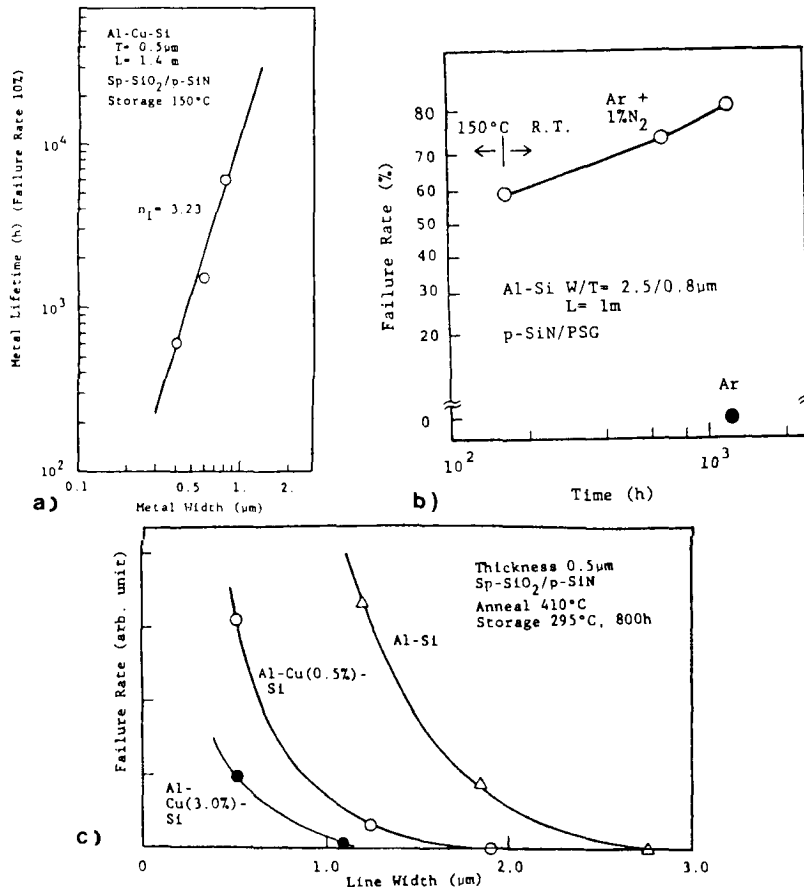 Al-Cu-Si
T= 0.5μm
L= 1.4 m
Sp-SiO2/p-SiN
Storage 150°C
10^4
n_I= 3.23
10^3
10^2
Metal Lifetime (h) (Failure Rate 10%)
0.1
0.5
1.
2.
a)
Metal Width (μm)
80
70
60
50
40
30
20
0
Failure Rate (%)
150°C
R.T.
Ar +
1%N2
Al-Si W/T= 2.5/0.8μm
L= 1m
p-SiN/PSG
Ar
10^2
10^3
b)
Time (h)
Failure Rate (arb. unit)
Thickness 0.5μm
Sp-SiO2/p-SiN
Anneal 410°C
Storage 295°C, 800h
Al-Si
Al-Cu(0.5%)-
Si
Al-
Cu(3.0%)-
Si
c)
0
1.0
2.0
3.0
Line Width (μm)